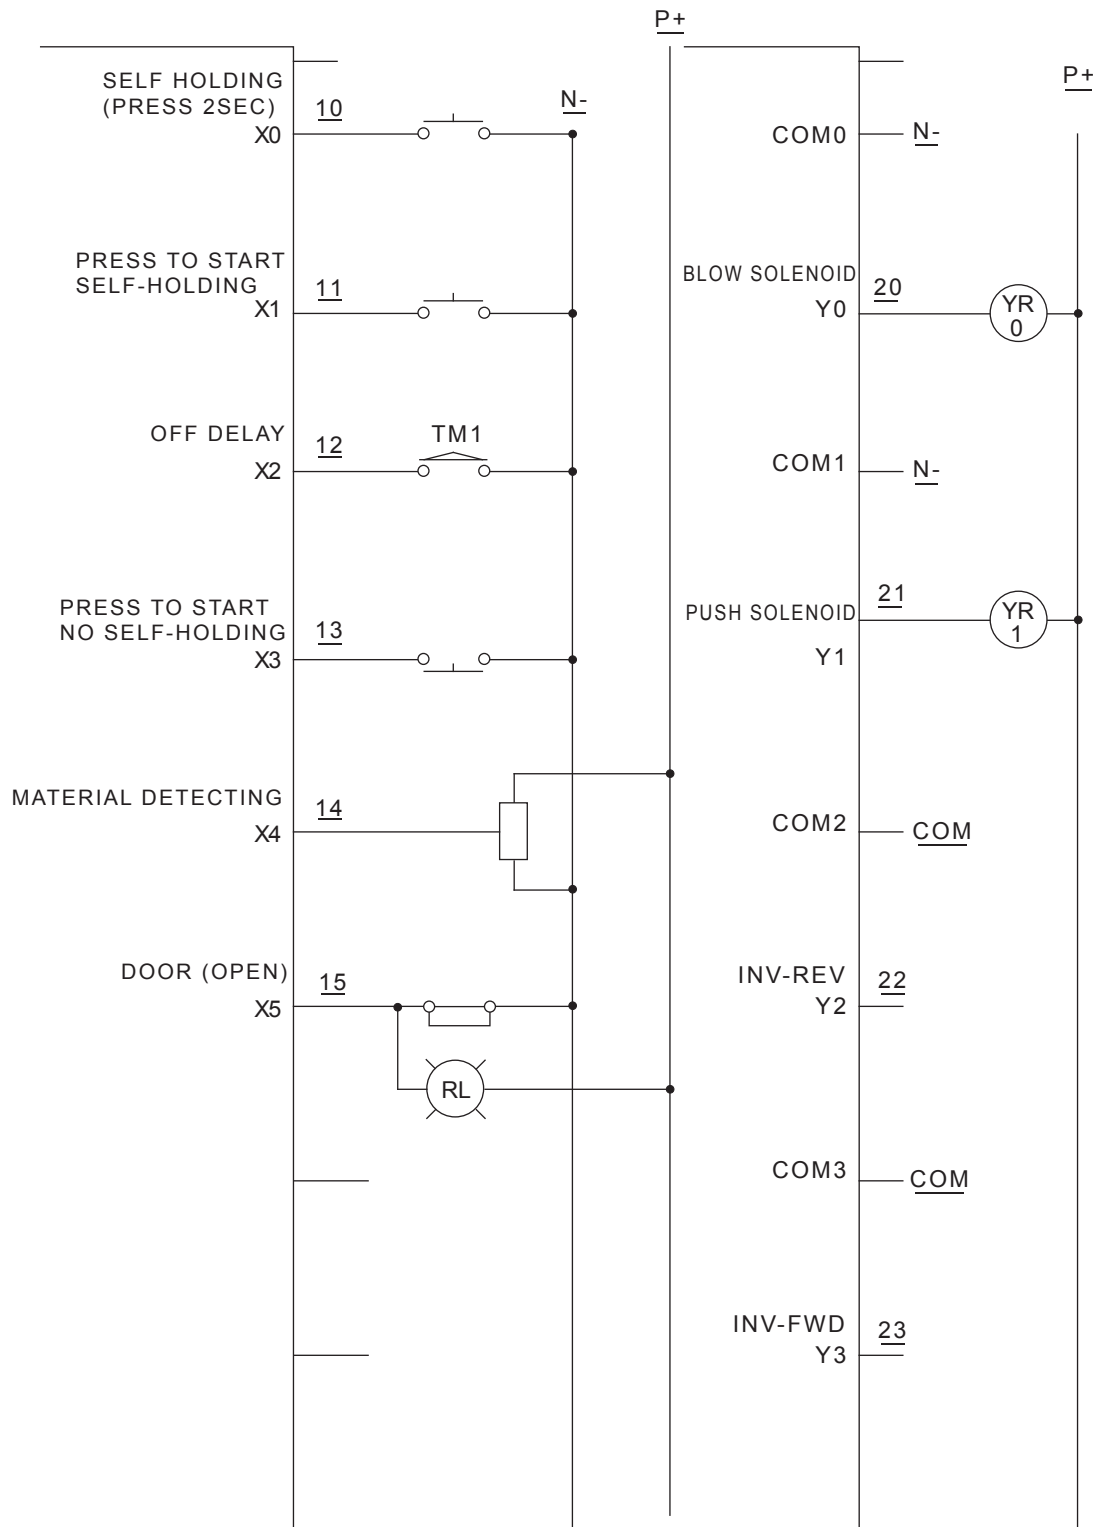 P+
SELF HOLDING
(PRESS 2SEC)
10
X0
N-
PRESS TO START
SELF-HOLDING
11
X1
OFF DELAY
12
TM1
X2
PRESS TO START
NO SELF-HOLDING
13
X3
MATERIAL DETECTING
14
X4
DOOR (OPEN)
15
X5
RL
P+
COM0
N-
BLOW SOLENOID
20
Y0
YR
0
COM1
N-
PUSH SOLENOID
21
Y1
YR
1
COM2
COM
INV-REV
22
Y2
COM3
COM
INV-FWD
23
Y3